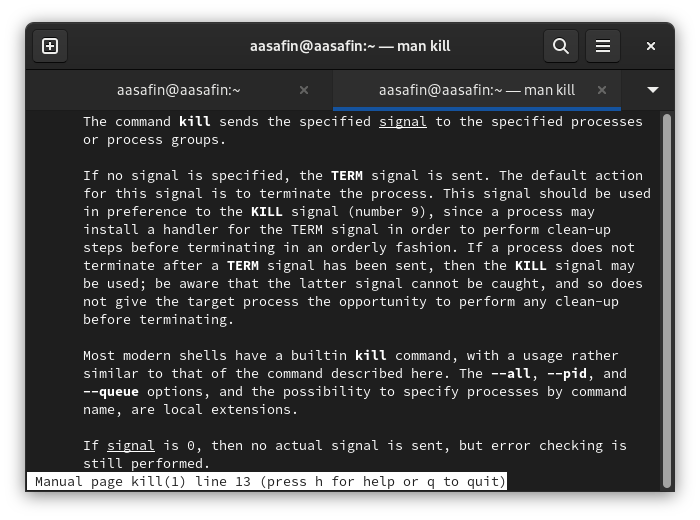 aasafin@aasafin:~ — man kill
aasafin@aasafin:~
aasafin@aasafin:~ — man kill
The command kill sends the specified signal to the specified processes
or process groups.
If no signal is specified, the TERM signal is sent. The default action
for this signal is to terminate the process. This signal should be used
in preference to the KILL signal (number 9), since a process may
install a handler for the TERM signal in order to perform clean-up
steps before terminating in an orderly fashion. If a process does not
terminate after a TERM signal has been sent, then the KILL signal may
be used; be aware that the latter signal cannot be caught, and so does
not give the target process the opportunity to perform any clean-up
before terminating.
Most modern shells have a builtin kill command, with a usage rather
similar to that of the command described here. The --all, --pid, and
--queue options, and the possibility to specify processes by command
name, are local extensions.
If signal is 0, then no actual signal is sent, but error checking is
still performed.
Manual page kill(1) line 13 (press h for help or q to quit)